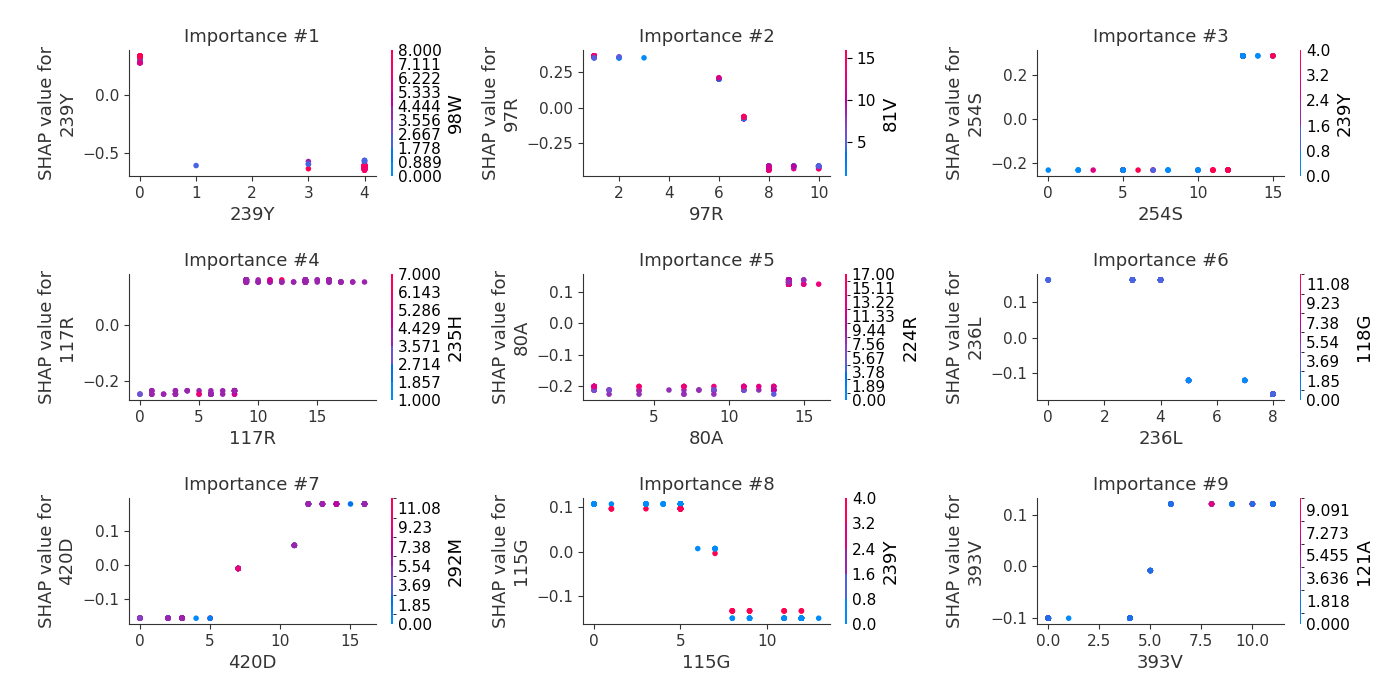 Importance #1
SHAP value for
239Y
0.0
−0.5
0
1
2
3
4
239Y
8.000
7.111
6.222
5.333
4.444
3.556
2.667
1.778
0.889
0.000
98W
Importance #2
SHAP value for
97R
0.25
0.00
−0.25
2
4
6
8
10
97R
15
10
5
81V
Importance #3
SHAP value for
254S
0.2
0.0
−0.2
0
5
10
15
254S
4.0
3.2
2.4
1.6
0.8
0.0
239Y
Importance #4
SHAP value for
117R
0.0
−0.2
0
5
10
15
117R
7.000
6.143
5.286
4.429
3.571
2.714
1.857
1.000
235H
Importance #5
SHAP value for
80A
0.1
0.0
−0.1
−0.2
5
10
15
80A
17.00
15.11
13.22
11.33
9.44
7.56
5.67
3.78
1.89
0.00
224R
Importance #6
SHAP value for
236L
0.1
0.0
−0.1
0
2
4
6
8
236L
11.08
9.23
7.38
5.54
3.69
1.85
0.00
118G
Importance #7
SHAP value for
420D
0.1
0.0
−0.1
0
5
10
15
420D
11.08
9.23
7.38
5.54
3.69
1.85
0.00
292M
Importance #8
SHAP value for
115G
0.1
0.0
−0.1
0
5
10
115G
4.0
3.2
2.4
1.6
0.8
0.0
239Y
Importance #9
SHAP value for
393V
0.1
0.0
−0.1
0.0
2.5
5.0
7.5
10.0
393V
9.091
7.273
5.455
3.636
1.818
0.000
121A